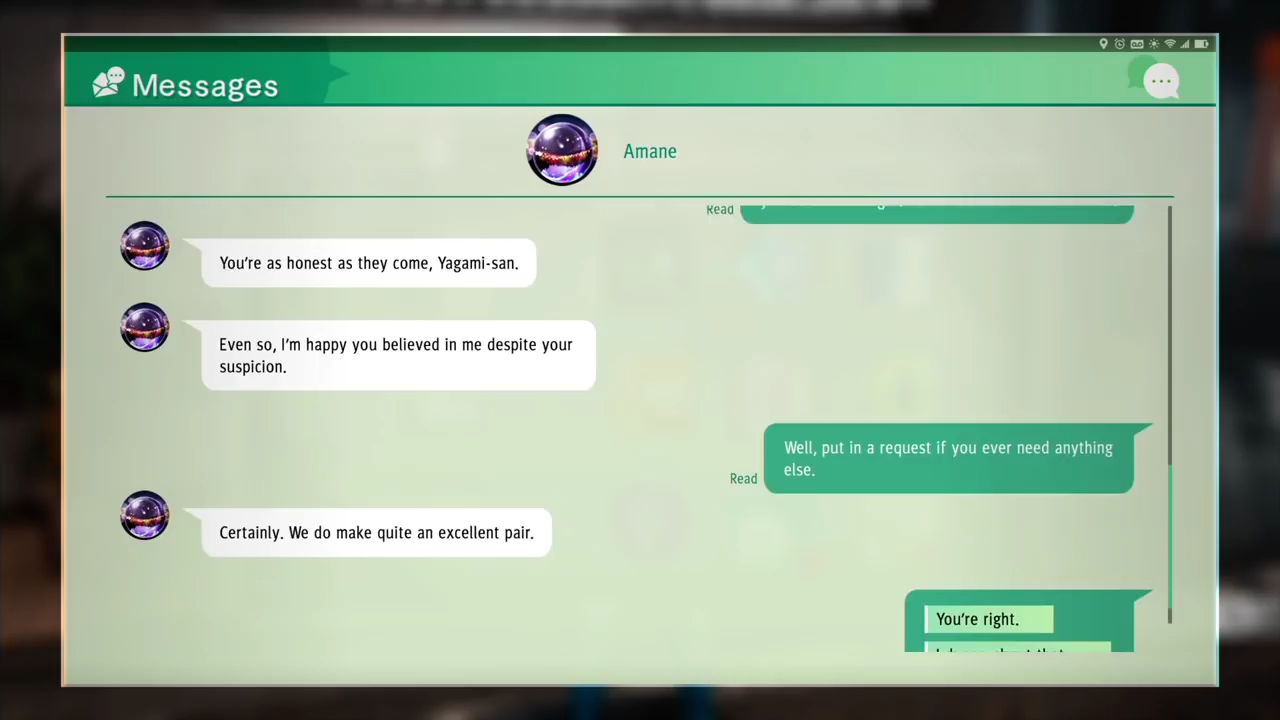 Messages
Amane
Read
You're as honest as they come, Yagami-san.
Even so, I'm happy you believed in me despite your
suspicion.
Well, put in a request if you ever need anything
else.
Read
Certainly. We do make quite an excellent pair.
You're right.